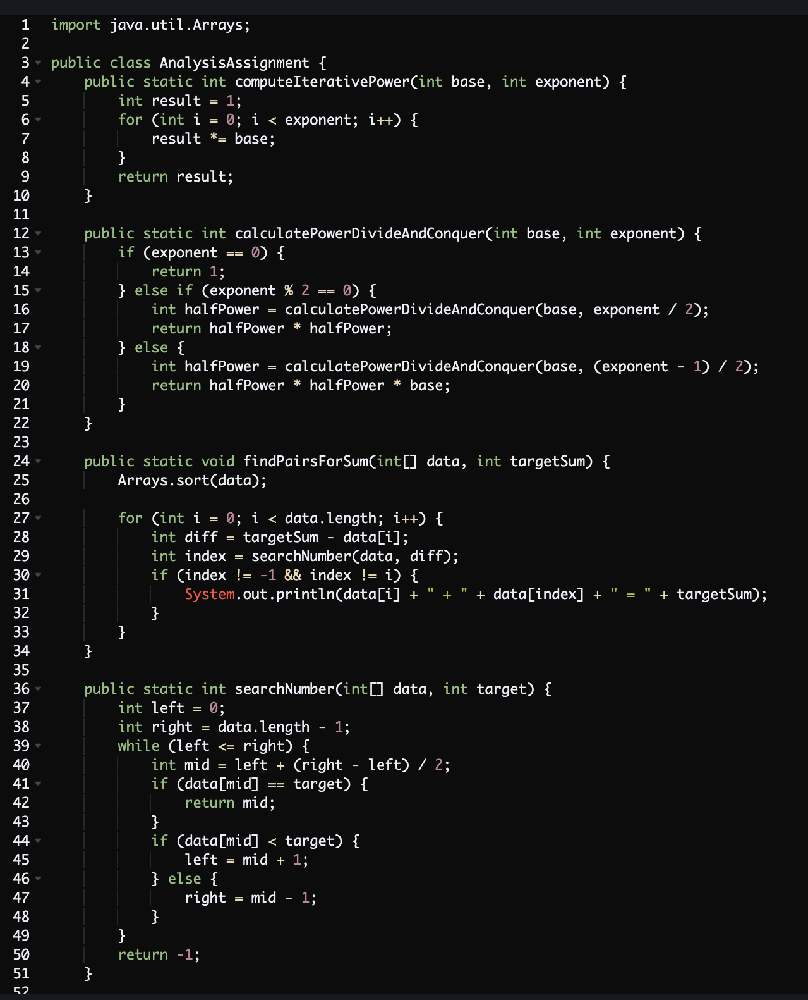 1 import java.util.Arrays;
2
3 public class AnalysisAssignment {
4     public static int computeIterativePower(int base, int exponent) {
5         int result = 1;
6         for (int i = 0; i < exponent; i++) {
7             result *= base;
8         }
9         return result;
10     }
11
12     public static int calculatePowerDivideAndConquer(int base, int exponent) {
13         if (exponent == 0) {
14             return 1;
15         } else if (exponent % 2 == 0) {
16             int halfPower = calculatePowerDivideAndConquer(base, exponent / 2);
17             return halfPower * halfPower;
18         } else {
19             int halfPower = calculatePowerDivideAndConquer(base, (exponent - 1) / 2);
20             return halfPower * halfPower * base;
21         }
22     }
23
24     public static void findPairsForSum(int[] data, int targetSum) {
25         Arrays.sort(data);
26
27         for (int i = 0; i < data.length; i++) {
28             int diff = targetSum - data[i];
29             int index = searchNumber(data, diff);
30             if (index != -1 && index != i) {
31                 System.out.println(data[i] + " + " + data[index] + " = " + targetSum);
32             }
33         }
34     }
35
36     public static int searchNumber(int[] data, int target) {
37         int left = 0;
38         int right = data.length - 1;
39         while (left <= right) {
40             int mid = left + (right - left) / 2;
41             if (data[mid] == target) {
42                 return mid;
43             }
44             if (data[mid] < target) {
45                 left = mid + 1;
46             } else {
47                 right = mid - 1;
48             }
49         }
50         return -1;
51     }
52